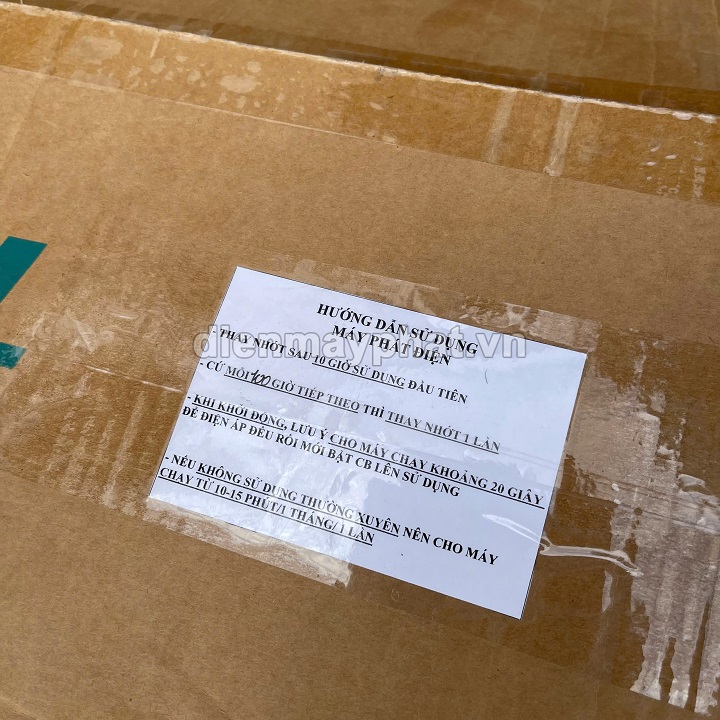 HƯỚNG DẪN SỬ DỤNG
MÁY PHÁT ĐIỆN
dienmayphat.vn
- THAY NHỚT SAU 10 GIỜ SỬ DỤNG ĐẦU TIÊN
- CỨ MỖI 100 GIỜ TIẾP THEO THÌ THAY NHỚT 1 LẦN
- KHI KHỞI ĐỘNG, LƯU Ý CHO MÁY CHẠY KHOẢNG 20 GIÂY
ĐỂ ĐIỆN ÁP ĐỀU RỒI MỚI BẬT CB LÊN SỬ DỤNG
- NẾU KHÔNG SỬ DỤNG THƯỜNG XUYÊN NÊN CHO MÁY
CHẠY TỪ 10-15 PHÚT/1 THÁNG/ 1 LẦN